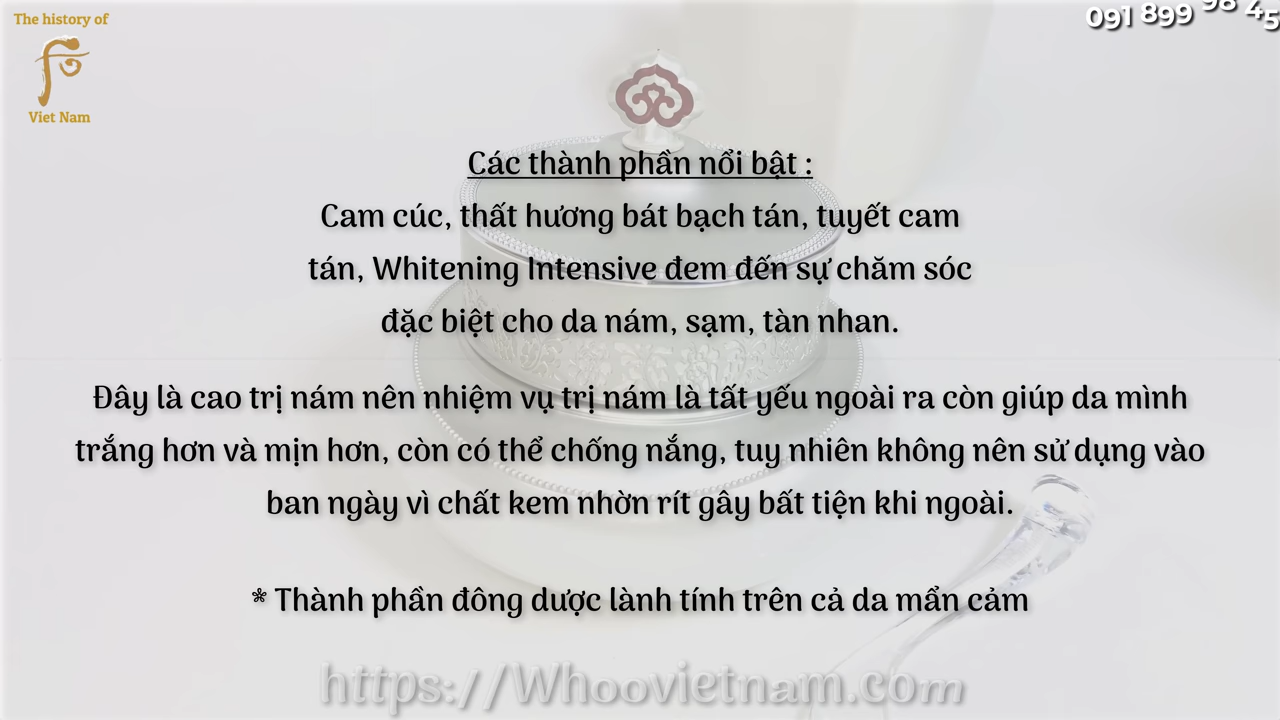 The history of
Viet Nam
091 899 98 45
Các thành phần nổi bật :
Cam cúc, thất hương bát bạch tán, tuyết cam
tán, Whitening Intensive đem đến sự chăm sóc
đặc biệt cho da nám, sạm, tàn nhan.
Đây là cao trị nám nên nhiệm vụ trị nám là tất yếu ngoài ra còn giúp da mình
trắng hơn và mịn hơn, còn có thể chống nắng, tuy nhiên không nên sử dụng vào
ban ngày vì chất kem nhờn rít gây bất tiện khi ngoài.
* Thành phần đông dược lành tính trên cả da mẩn cảm
https://Whoovietnam.com